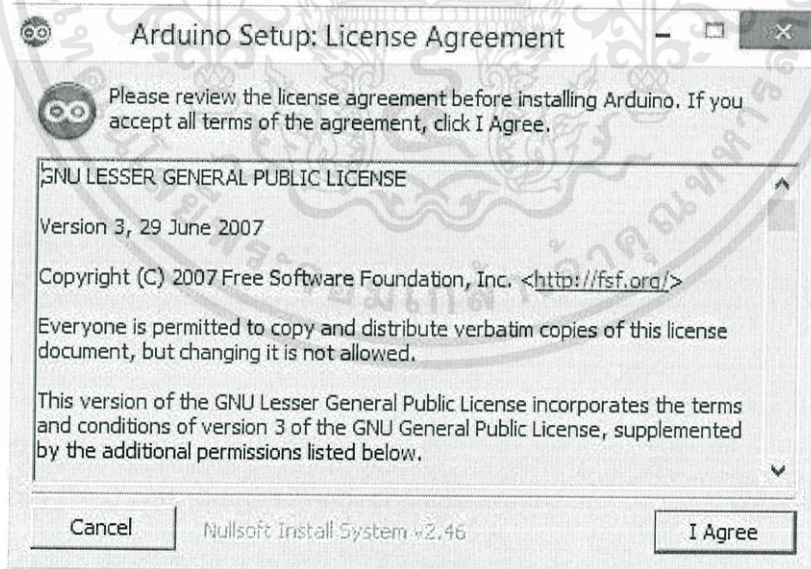 Arduino Setup: License Agreement
Please review the license agreement before installing Arduino. If you
accept all terms of the agreement, click I Agree.
GNU LESSER GENERAL PUBLIC LICENSE
Version 3, 29 June 2007
Copyright (C) 2007 Free Software Foundation, Inc. <http://fsf.org/>
Everyone is permitted to copy and distribute verbatim copies of this license
document, but changing it is not allowed.
This version of the GNU Lesser General Public License incorporates the terms
and conditions of version 3 of the GNU General Public License, supplemented
by the additional permissions listed below.
Cancel
Nullsoft Install System v2.46
I Agree